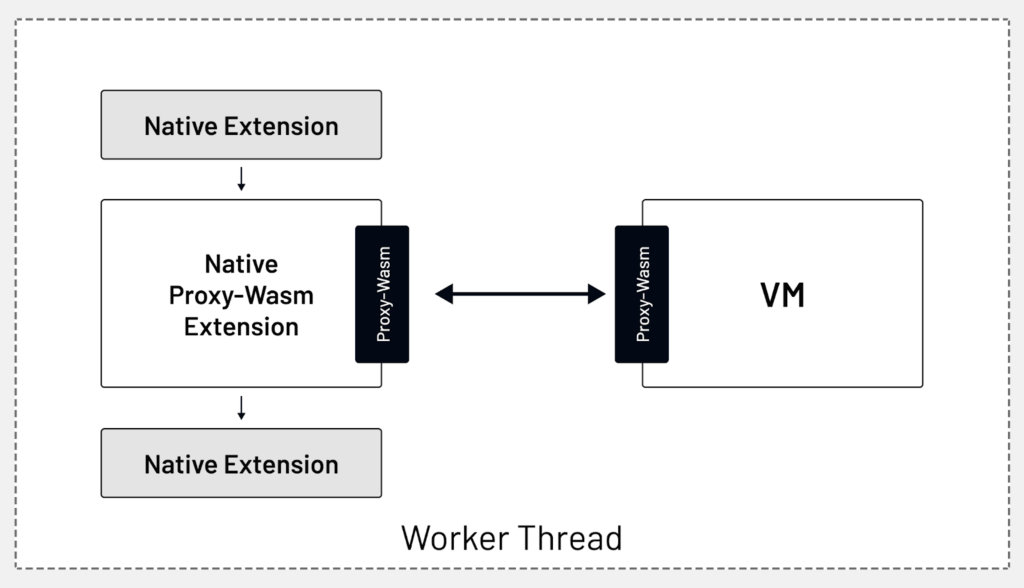 Native Extension
Native
Proxy-Wasm
Extension
Proxy-Wasm
Proxy-Wasm
VM
Native Extension
Worker Thread